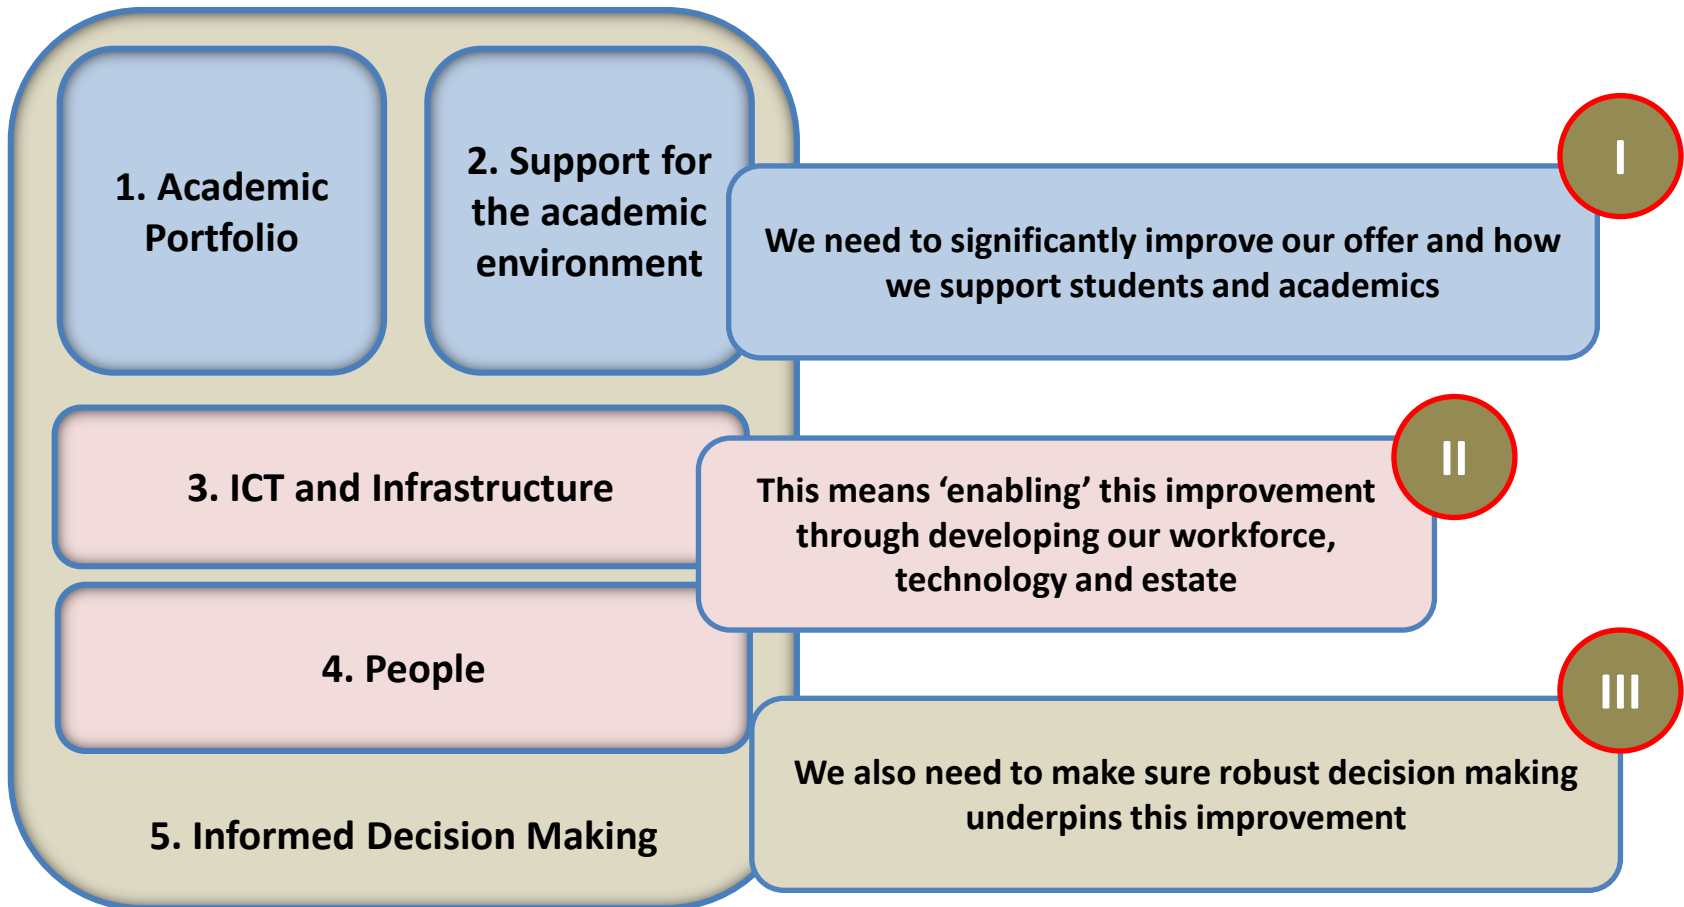 1. Academic
Portfolio
2. Support for
the academic
environment
I
We need to significantly improve our offer and how
we support students and academics
3. ICT and Infrastructure
II
This means ‘enabling’ this improvement
through developing our workforce,
technology and estate
4. People
III
We also need to make sure robust decision making
underpins this improvement
5. Informed Decision Making